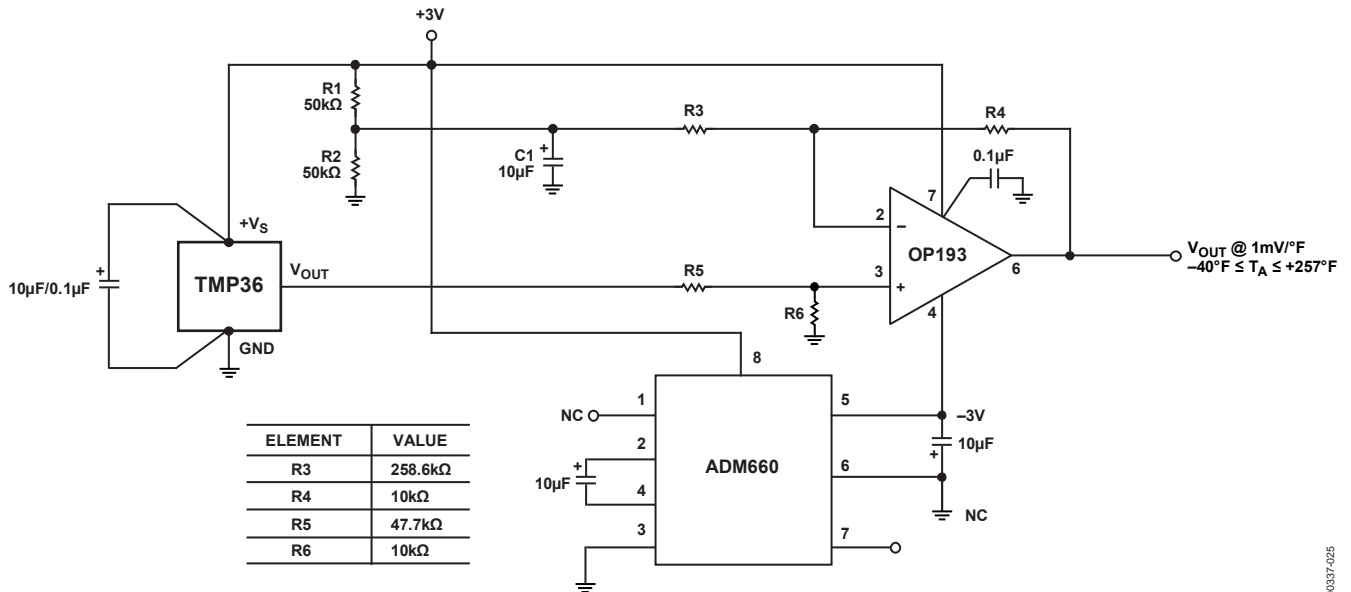 +3V
R1
50kΩ
R3
R4
R2
50kΩ
C1
+
10µF
0.1µF
7
+VS
2
–
OP193
6
VOUT @ 1mV/°F
–40°F ≤ TA ≤ +257°F
+
10µF/0.1µF
TMP36
VOUT
R5
3
+
R6
4
GND
8
NC
1
5
–3V
ELEMENT VALUE
R3 258.6kΩ
R4 10kΩ
R5 47.7kΩ
R6 10kΩ
2
ADM660
10µF
+
+
10µF
4
6
NC
3
7
00337-025